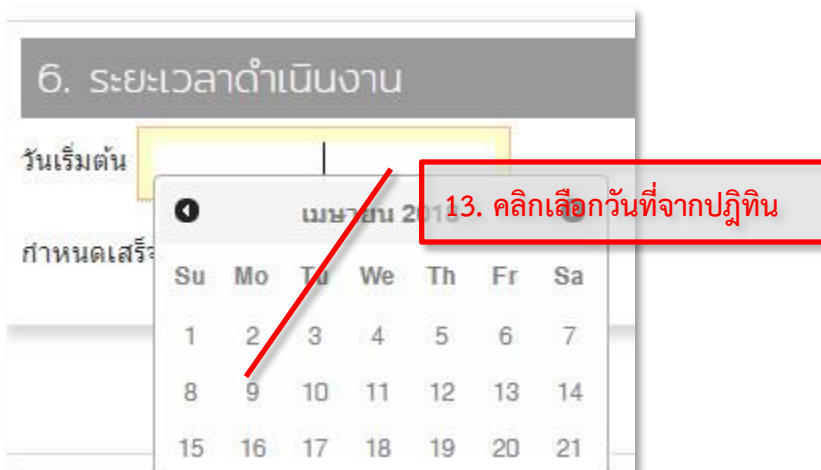 6. ระยะเวลาดำเนินงาน
วันเริ่มต้น
13. คลิกเลือกวันที่จากปฎิทิน
เมษายน 2018
กำหนดเสร็จ
Su Mo Tu We Th Fr Sa
1 2 3 4 5 6 7
8 9 10 11 12 13 14
15 16 17 18 19 20 21